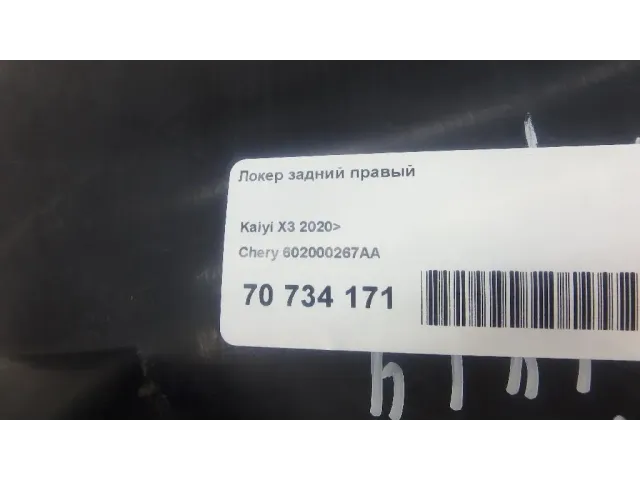 Локер задний правый
Kaiyi X3 2020>
Chery 602000267AA
70 734 171